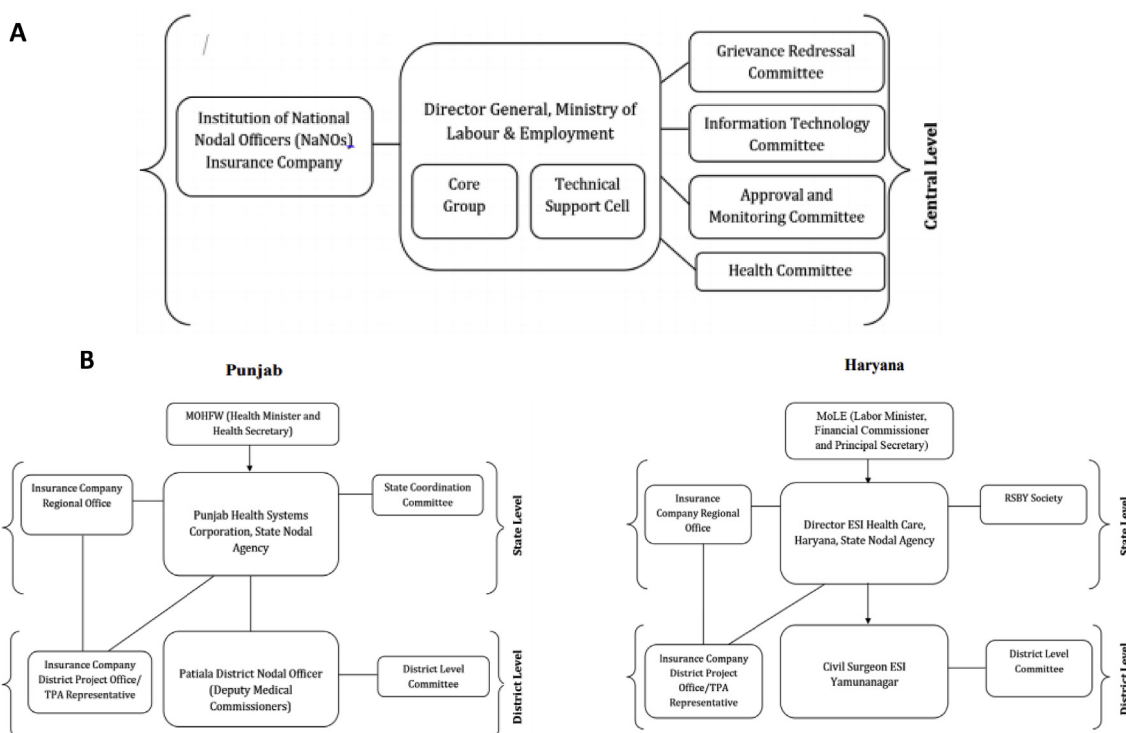 A
Institution of National
Nodal Officers (NaNOs)
Insurance Company
Director General, Ministry of
Labour & Employment
Core
Group
Technical
Support Cell
Grievance Redressal
Committee
Information Technology
Committee
Approval and
Monitoring Committee
Health Committee
Central Level
B
Punjab
MOHFW (Health Minister and
Health Secretary)
Insurance Company
Regional Office
Punjab Health Systems
Corporation, State Nodal
Agency
State Coordination
Committee
State Level
Insurance Company
District Project Office/
TPA Representative
Patiala District Nodal Officer
(Deputy Medical
Commissioners)
District Level
Committee
District Level
Haryana
MoLE (Labor Minister,
Financial Commissioner
and Principal Secretary)
Insurance
Company Regional
Office
Director ESI Health Care,
Haryana, State Nodal Agency
RSBY Society
State Level
Insurance Company
District Project
Office/TPA
Representative
Civil Surgeon ESI
Yamunanagar
District Level
Committee
District Level